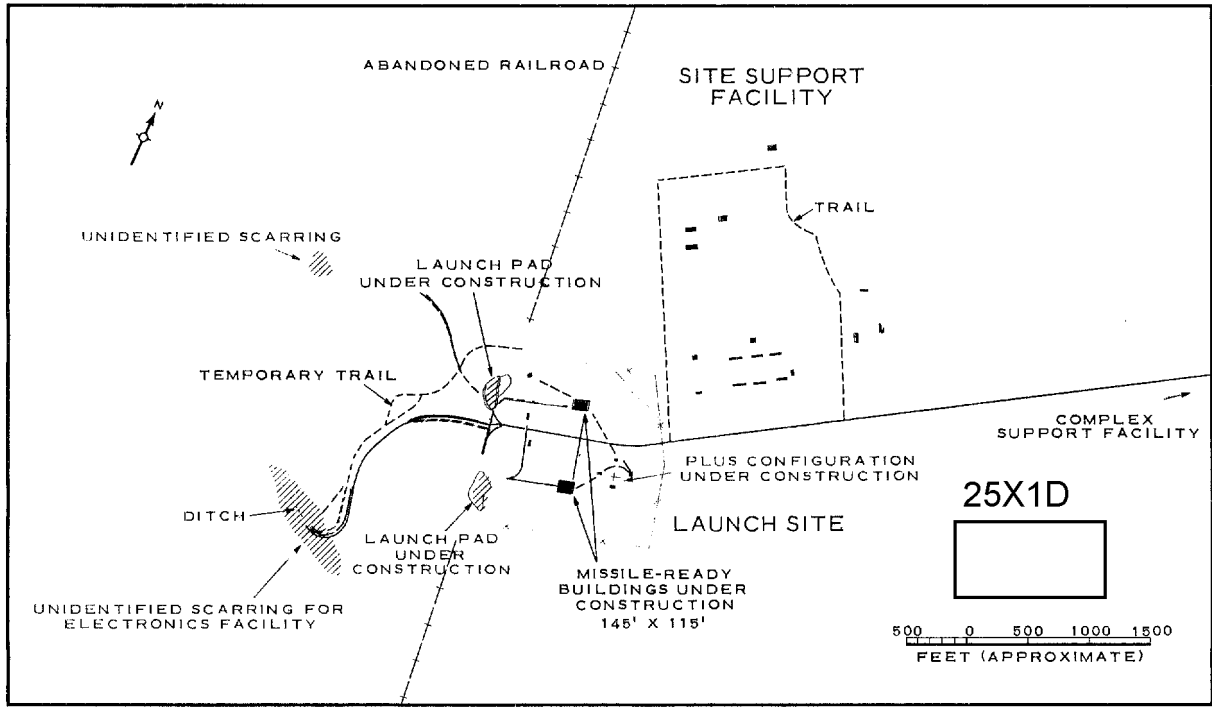 ABANDONED RAILROAD
SITE SUPPORT
FACILITY
N
TRAIL
UNIDENTIFIED SCARRING
LAUNCH PAD
UNDER CONSTRUCTION
TEMPORARY TRAIL
COMPLEX
SUPPORT FACILITY
PLUS CONFIGURATION
UNDER CONSTRUCTION
25X1D
DITCH
LAUNCH SITE
LAUNCH PAD
UNDER
CONSTRUCTION
MISSILE-READY
BUILDINGS UNDER
CONSTRUCTION
145' X 115'
UNIDENTIFIED SCARRING FOR
ELECTRONICS FACILITY
500 0 500 1000 1500
FEET (APPROXIMATE)